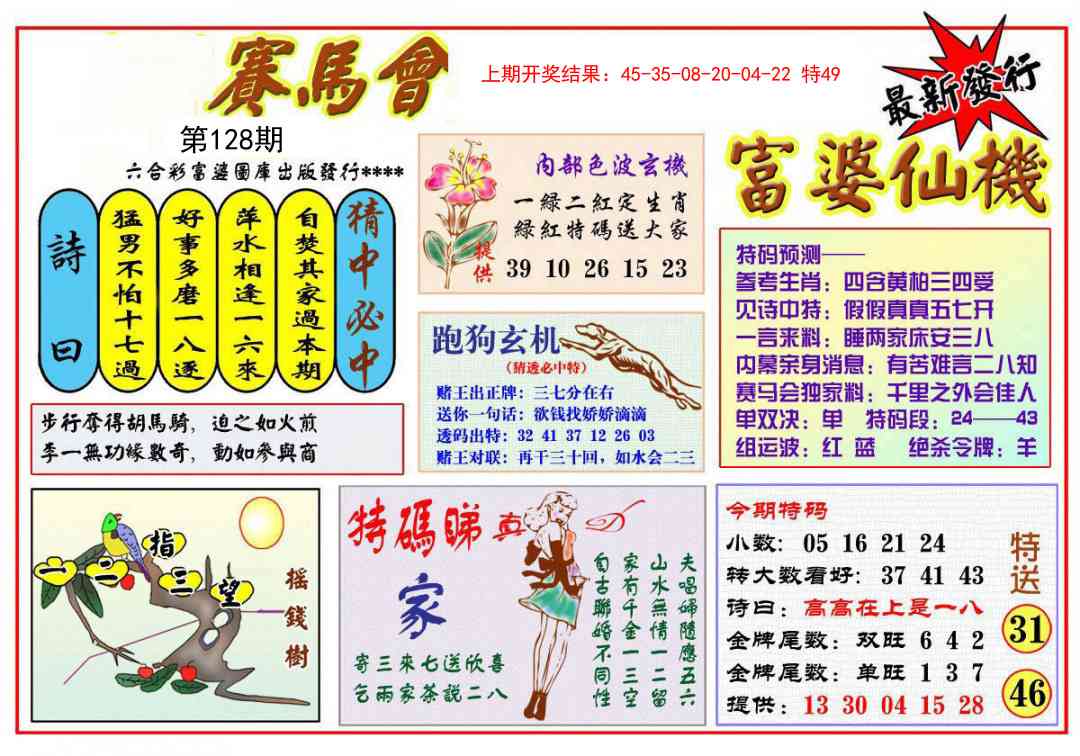 賽馬會
上期开奖结果：45-35-08-20-04-22 特49
最新發行
第128期
六合彩富婆圖庫出版發行****
富婆仙機
詩曰
猛男不怕十七過
好事多磨一八逐
萍水相逢一六來
自焚其家過本期
猜中必中
步行奪得胡馬騎，迫之如火煎
李一無功緣數奇，動如參與商
內部色波玄機
一綠二紅定生肖
綠紅特碼送大家
提供
39 10 26 15 23
跑狗玄机
（猜透必中特）
赌王出正牌：三七分在右
送你一句话：欲钱找娇娇滴滴
透码出特：32 41 37 12 26 03
赌王对联：再干三十回，如水会二三
特码预测——
参考生肖：四含黄柏三四受
见诗中特：假假真真五七开
一言来料：睡两家床安三八
内幕亲身消息：有苦难言二八知
赛马会独家料：千里之外会佳人
单双决：单 特码段：24——43
组运波：红 蓝 绝杀令牌：羊
六二指三望
搖錢樹
特碼睇真D
家
寄三來七送欣喜
乞兩家茶説二八
夫唱婦隨應五六
山水無情一二留
家有千金一三空
自古聯婚不同性
今期特码
小数：05 16 21 24
转大数看好：37 41 43
诗曰：高高在上是一八
金牌尾数：双旺 6 4 2
金牌尾数：单旺 1 3 7
提供：13 30 04 15 28
特送
31
46